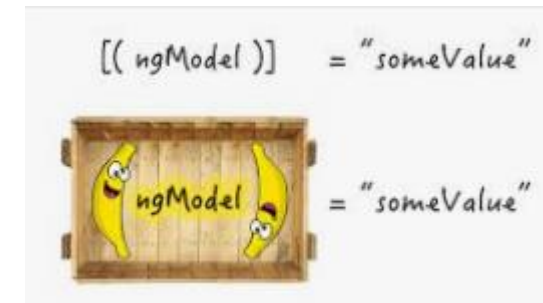 [( ngModel )] = "someValue"
ngModel = "someValue"